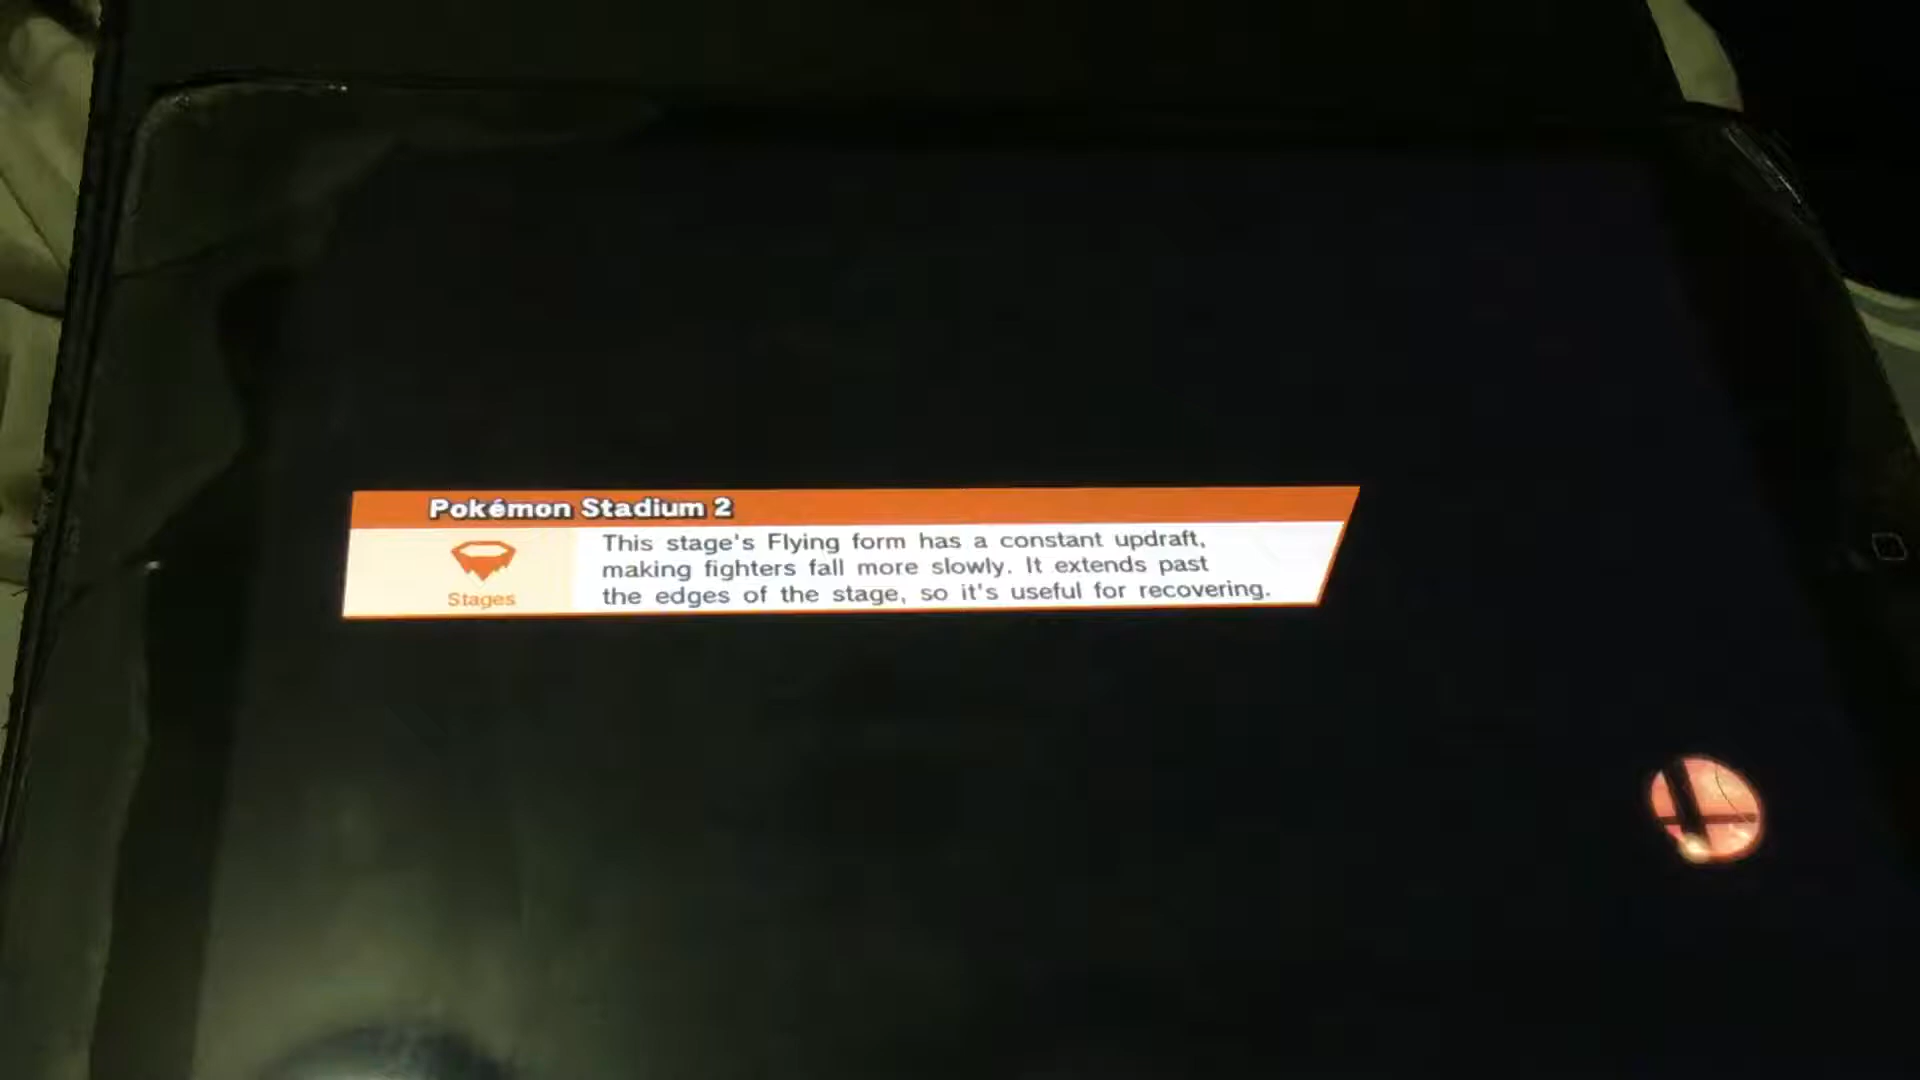 Pokémon Stadium 2
This stage's Flying form has a constant updraft,
making fighters fall more slowly. It extends past
the edges of the stage, so it's useful for recovering.
Stages